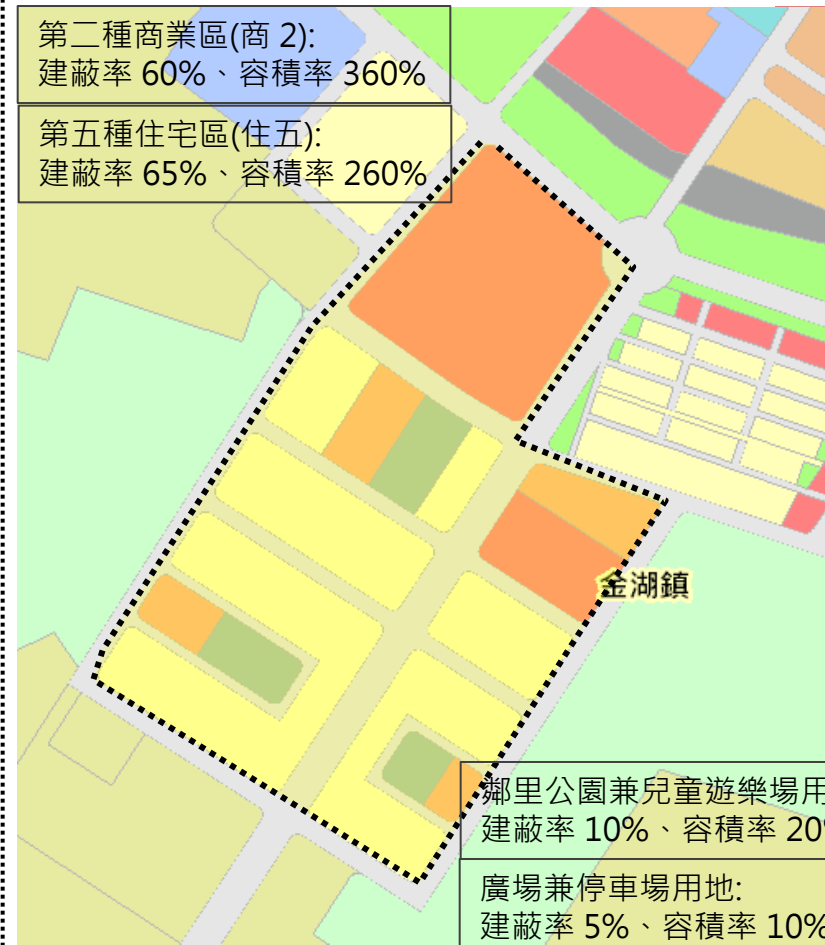 第二種商業區(商 2):
建蔽率 60%、容積率 360%
第五種住宅區(住五):
建蔽率 65%、容積率 260%
金湖鎮
鄰里公園兼兒童遊樂場用
建蔽率 10%、容積率 20%
廣場兼停車場用地:
建蔽率 5%、容積率 10%